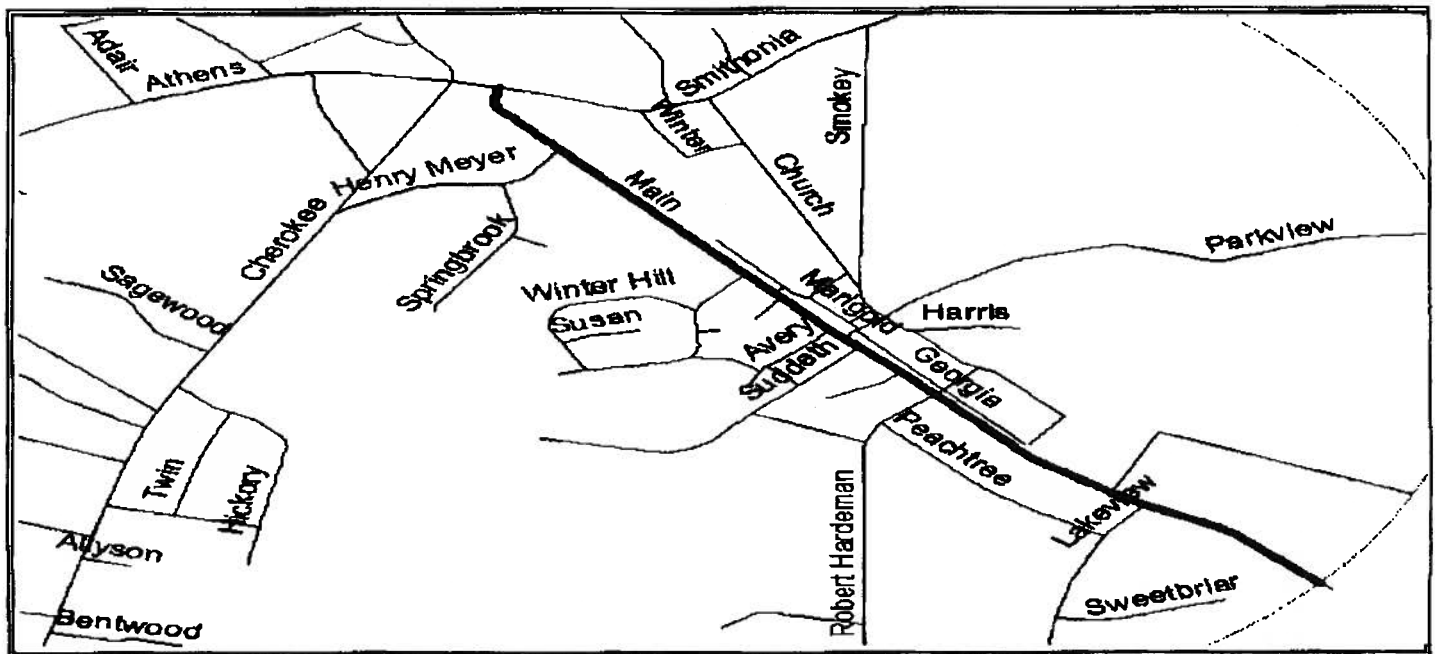 Adair
Athens
Smithonia
Winter
Smokey
Henry Meyer
Main
Church
Cherokee
Springbrook
Parkview
Sagewood
Winter Hill
Susan
Marigold
Harris
Avery
Suddeth
Georgia
Peachtree
Twin
Hickory
Lakeview
Robert Hardeman
Allyson
Sweetbriar
Bentwood